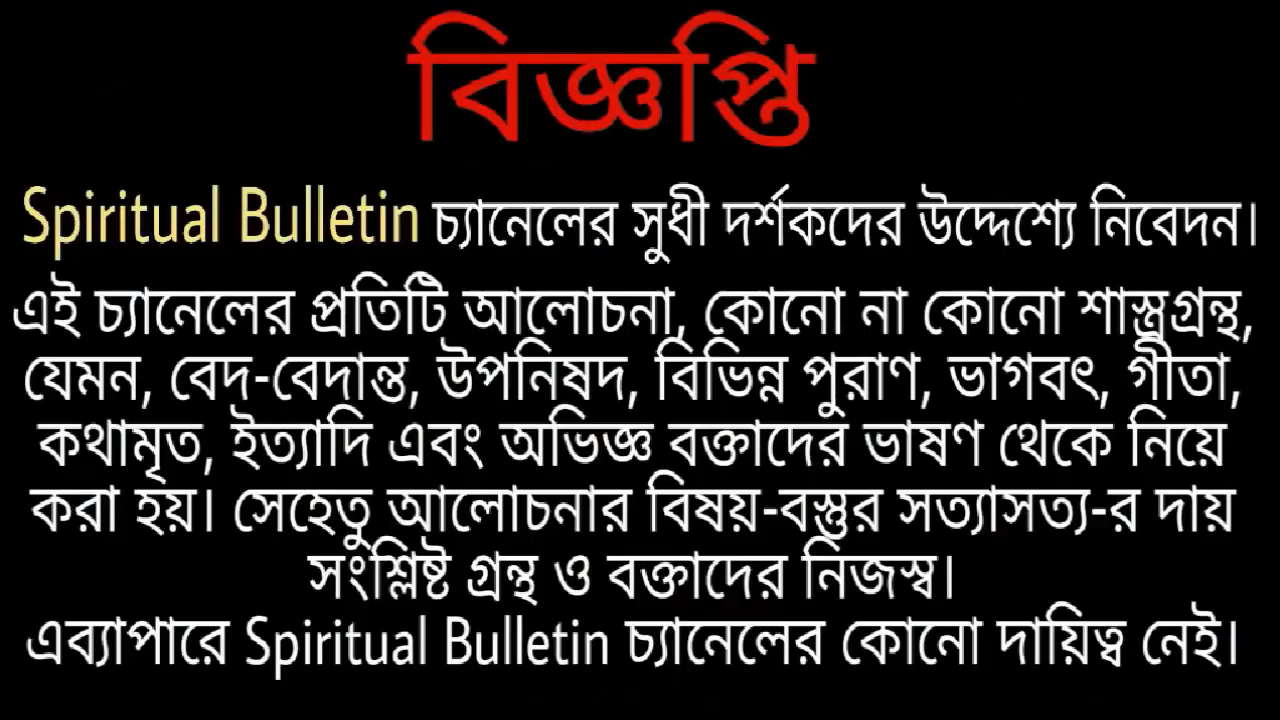 বিজ্ঞপ্তি
Spiritual Bulletin চ্যানেলের সুধী দর্শকদের উদ্দেশ্যে নিবেদন।
এই চ্যানেলের প্রতিটি আলোচনা, কোনো না কোনো শাস্ত্রগ্রন্থ,
যেমন, বেদ-বেদান্ত, উপনিষদ, বিভিন্ন পুরাণ, ভাগবৎ, গীতা,
কথামৃত, ইত্যাদি এবং অভিজ্ঞ বক্তাদের ভাষণ থেকে নিয়ে
করা হয়। সেহেতু আলোচনার বিষয়-বস্তুর সত্যাসত্য-র দায়
সংশ্লিষ্ট গ্রন্থ ও বক্তাদের নিজস্ব।
এব্যাপারে Spiritual Bulletin চ্যানেলের কোনো দায়িত্ব নেই।